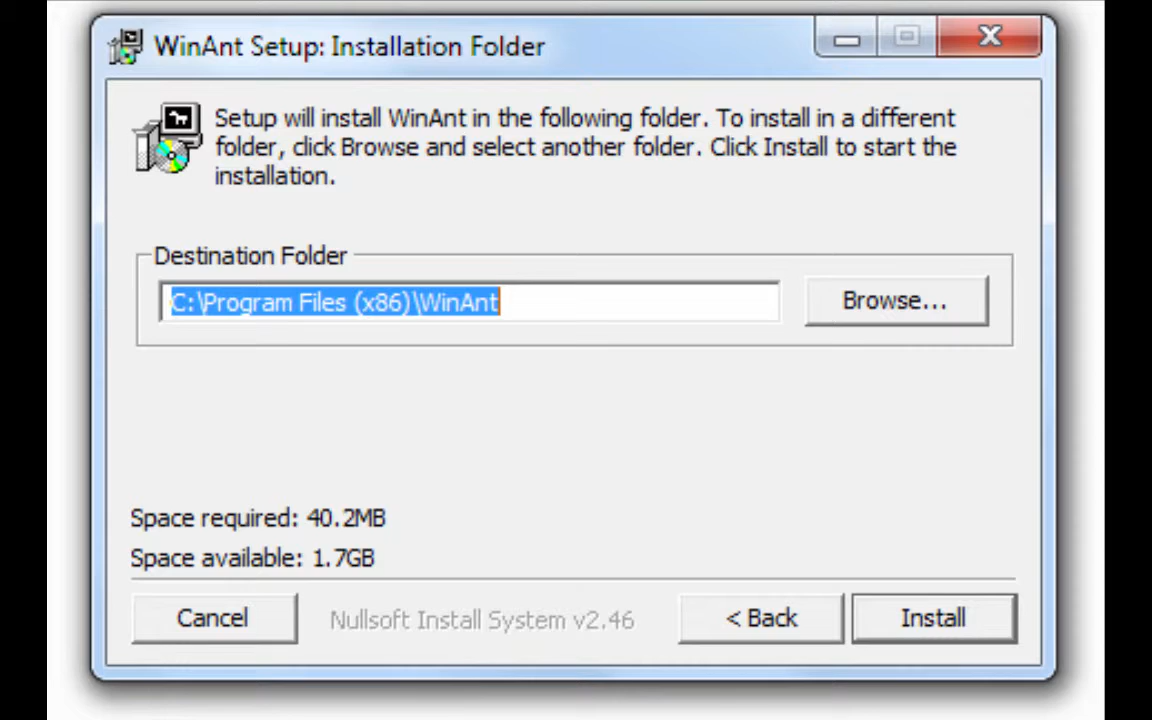 WinAnt Setup: Installation Folder
Setup will install WinAnt in the following folder. To install in a different
folder, click Browse and select another folder. Click Install to start the
installation.
Destination Folder
C:\Program Files (x86)\WinAnt
Browse...
Space required: 40.2MB
Space available: 1.7GB
Cancel
Nullsoft Install System v2.46
< Back
Install